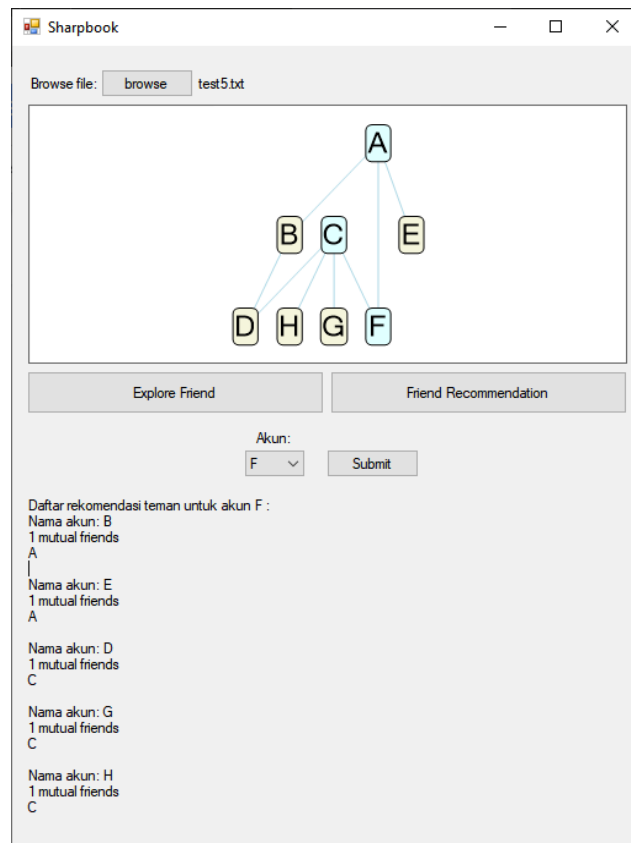 Sharpbook
Browse file: browse test5.txt
A
B C E
D H G F
Explore Friend Friend Recommendation
Akun:
F Submit
Daftar rekomendasi teman untuk akun F :
Nama akun: B
1 mutual friends
A
Nama akun: E
1 mutual friends
A
Nama akun: D
1 mutual friends
C
Nama akun: G
1 mutual friends
C
Nama akun: H
1 mutual friends
C